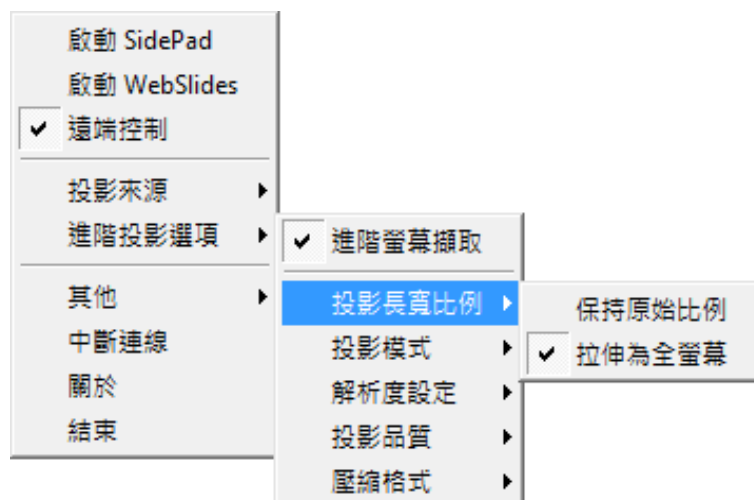 啟動 SidePad
啟動 WebSlides
遠端控制
投影來源
進階投影選項
其他
中斷連線
關於
結束
進階螢幕擷取
投影長寬比例
投影模式
解析度設定
投影品質
壓縮格式
保持原始比例
拉伸為全螢幕